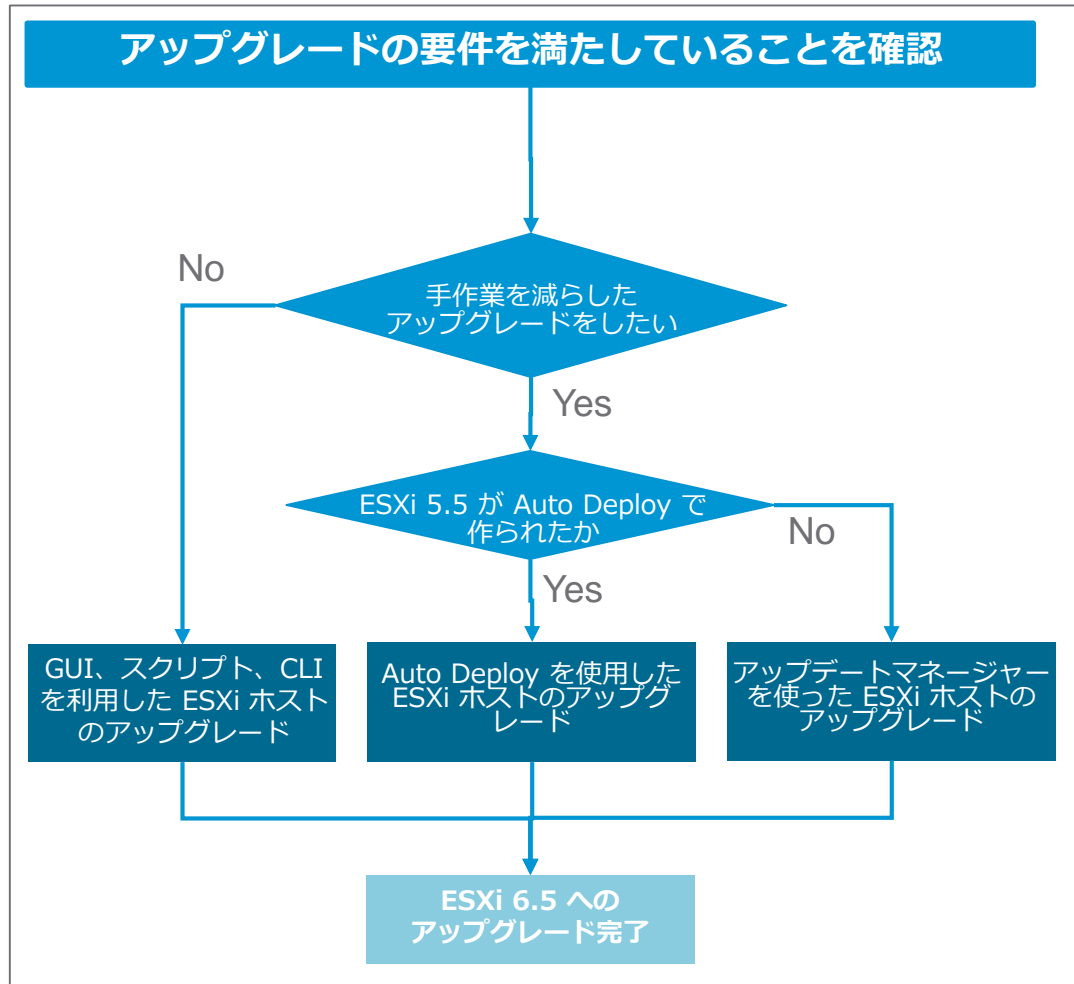 アップグレードの要件を満たしていることを確認
No
手作業を減らした
アップグレードをしたい
Yes
ESXi 5.5 が Auto Deploy で
作られたか
No
Yes
GUI、スクリプト、CLI
を利用した ESXi ホスト
のアップグレード
Auto Deploy を使用した
ESXi ホストのアップグ
レード
アップデートマネージャー
を使った ESXi ホストの
アップグレード
ESXi 6.5 への
アップグレード完了